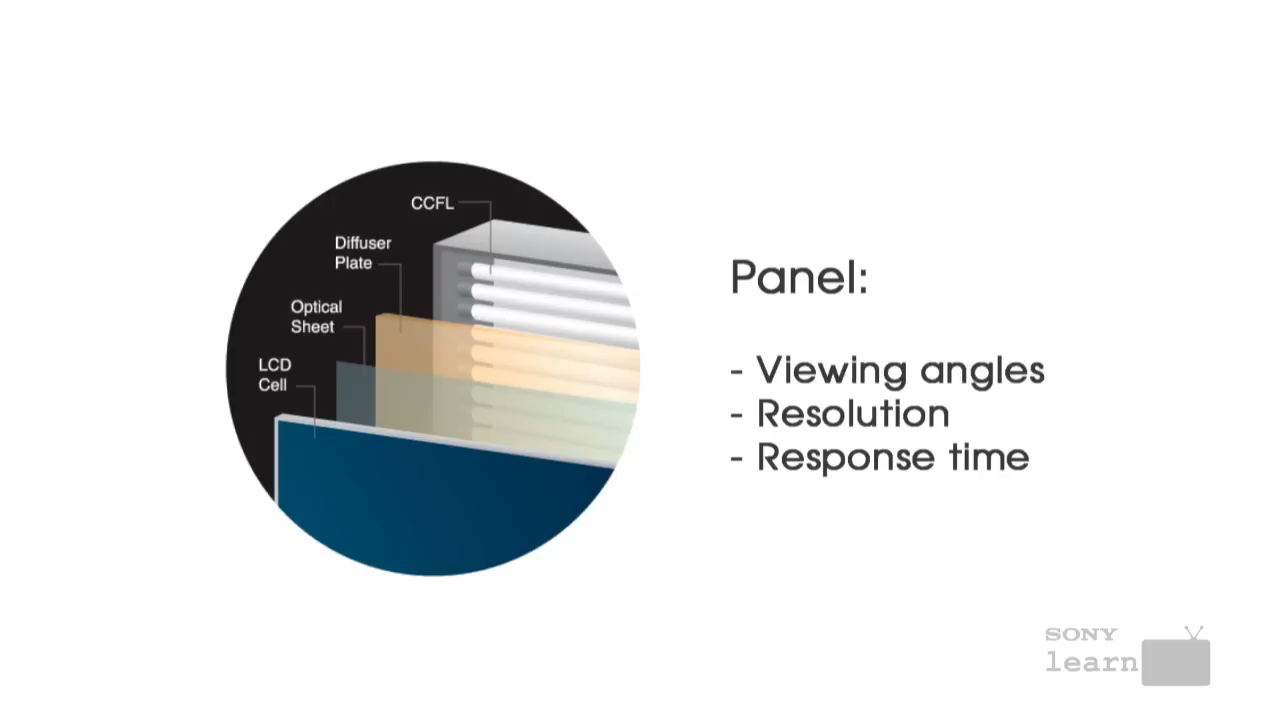 CCFL
Diffuser
Plate
Optical
Sheet
LCD
Cell
Panel:
- Viewing angles
- Resolution
- Response time
SONY
learn